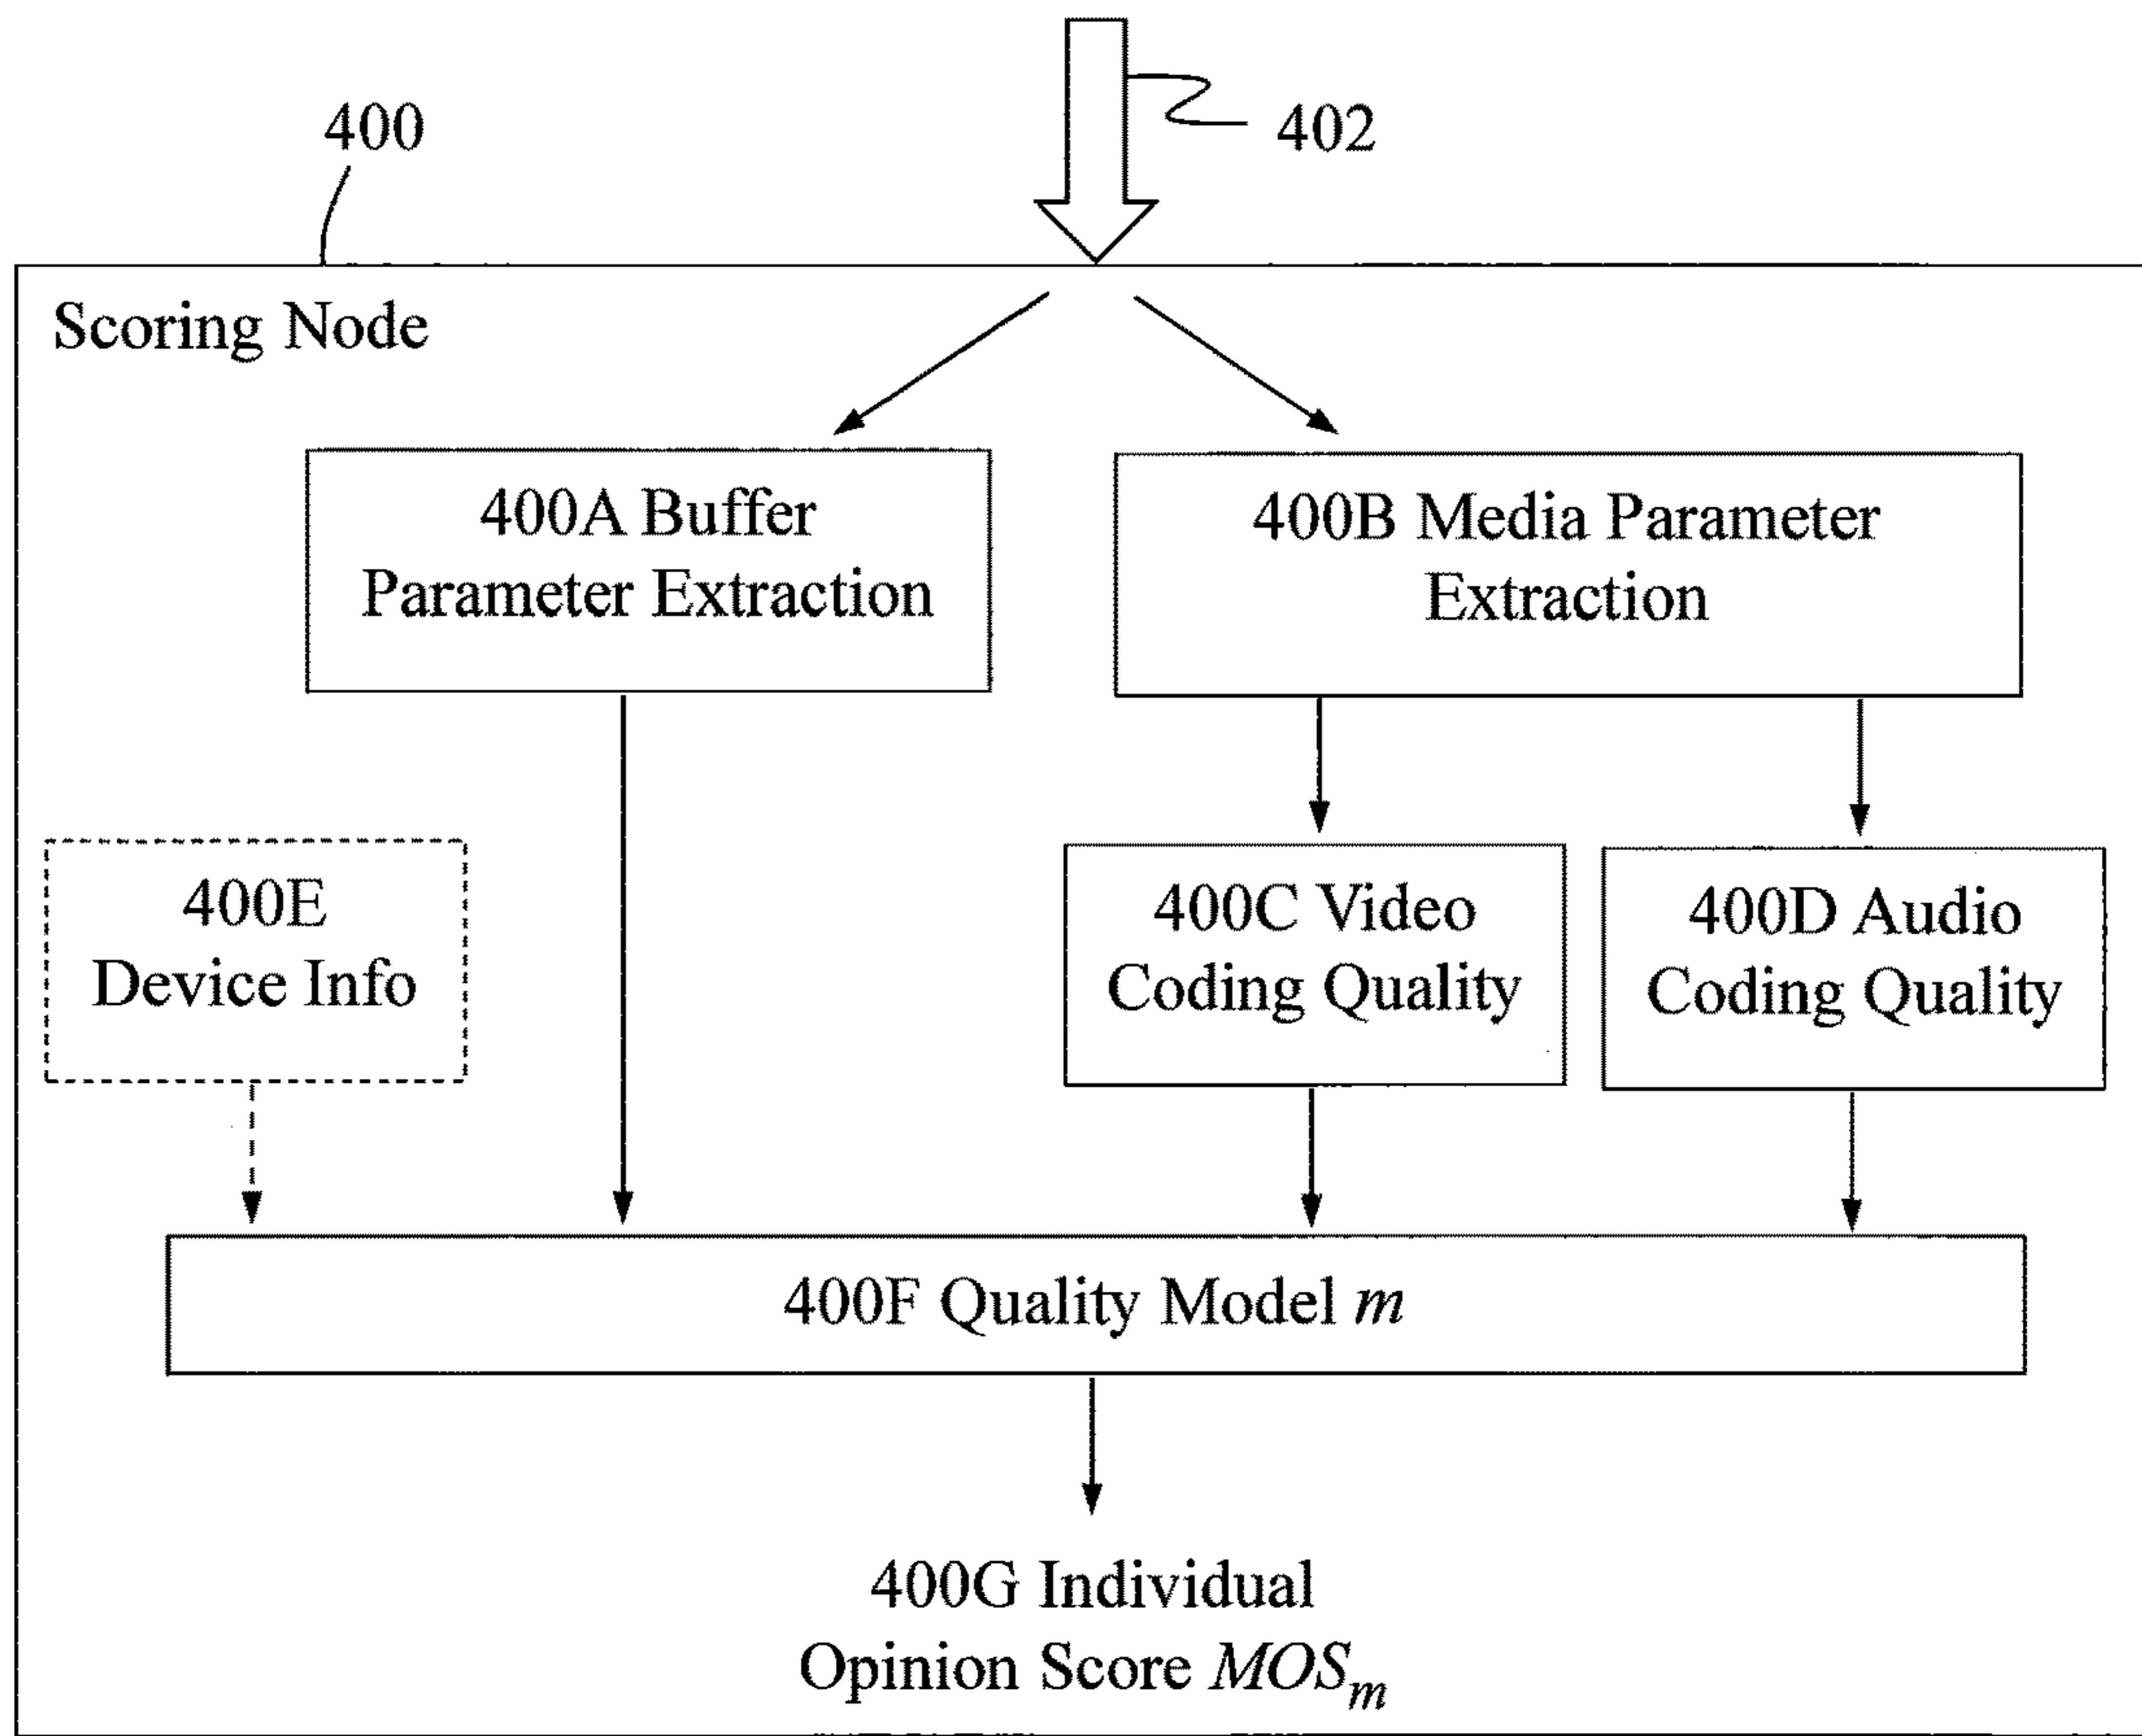 400
402
Scoring Node
400A Buffer
Parameter Extraction
400B Media Parameter
Extraction
400E
Device Info
400C Video
Coding Quality
400D Audio
Coding Quality
400F Quality Model m
400G Individual
Opinion Score MOSm